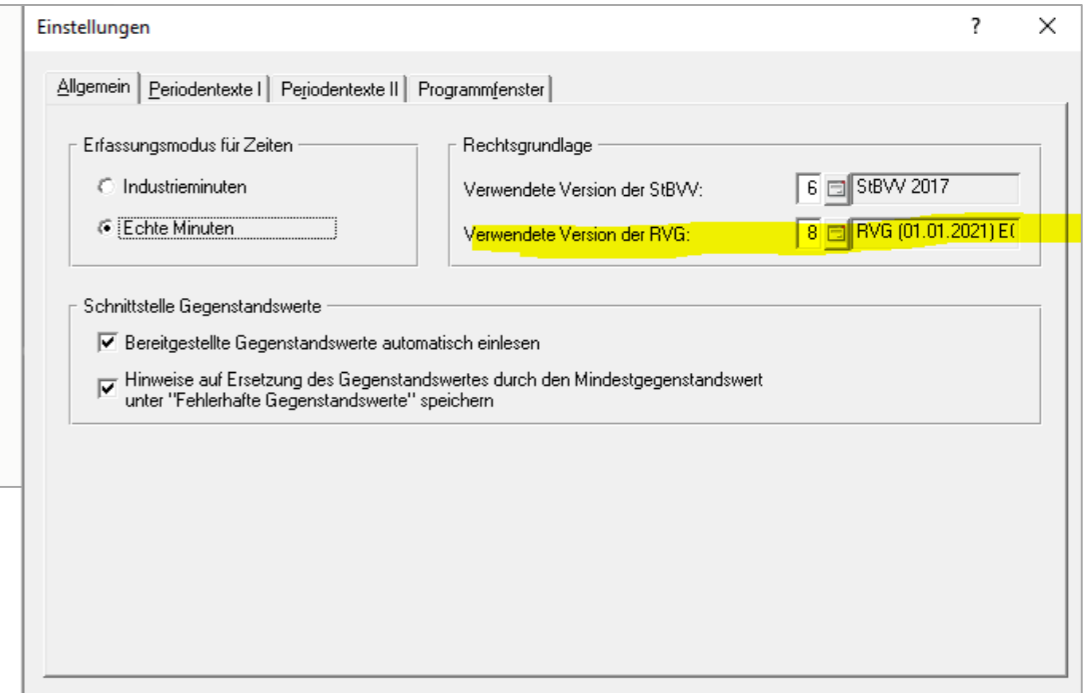 Einstellungen
?
Allgemein
Periodentexte I
Periodentexte II
Programmfenster
Erfassungsmodus für Zeiten
Industrieminuten
Echte Minuten
Rechtsgrundlage
Verwendete Version der StBVV: 6 StBVV 2017
Verwendete Version der RVG: 8 RVG (01.01.2021)
Schnittstelle Gegenstandswerte
Bereitgestellte Gegenstandswerte automatisch einlesen
Hinweise auf Ersetzung des Gegenstandswertes durch den Mindestgegenstandswert
unter "Fehlerhafte Gegenstandswerte" speichern